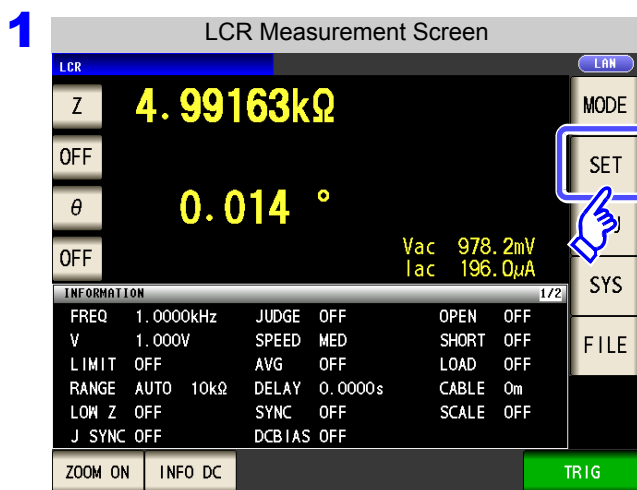 1
LCR Measurement Screen
LCR
LAN
Z 4.99163kΩ
MODE
OFF
SET
θ 0.014 °
OFF
Vac 978.2mV
Iac 196.0μA
SYS
INFORMATION 1/2
FREQ 1.0000kHz JUDGE OFF OPEN OFF
V 1.000V SPEED MED SHORT OFF
FILE
LIMIT OFF AVG OFF LOAD OFF
RANGE AUTO 10kΩ DELAY 0.0000s CABLE 0m
LOW Z OFF SYNC OFF SCALE OFF
J SYNC OFF DCBIAS OFF
ZOOM ON INFO DC TRIG